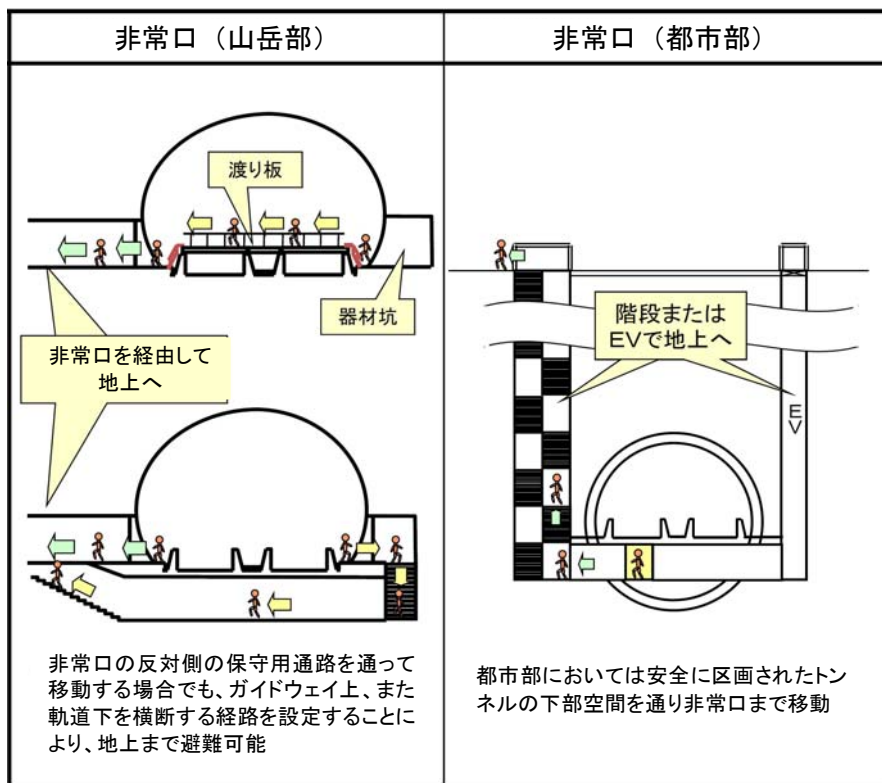 非常口（山岳部）
渡り板
器材坑
非常口を経由して
地上へ
非常口の反対側の保守用通路を通って
移動する場合でも、ガイドウェイ上、また
軌道下を横断する経路を設定することに
より、地上まで避難可能
非常口（都市部）
階段または
EVで地上へ
EV
都市部においては安全に区画されたトン
ネルの下部空間を通り非常口まで移動